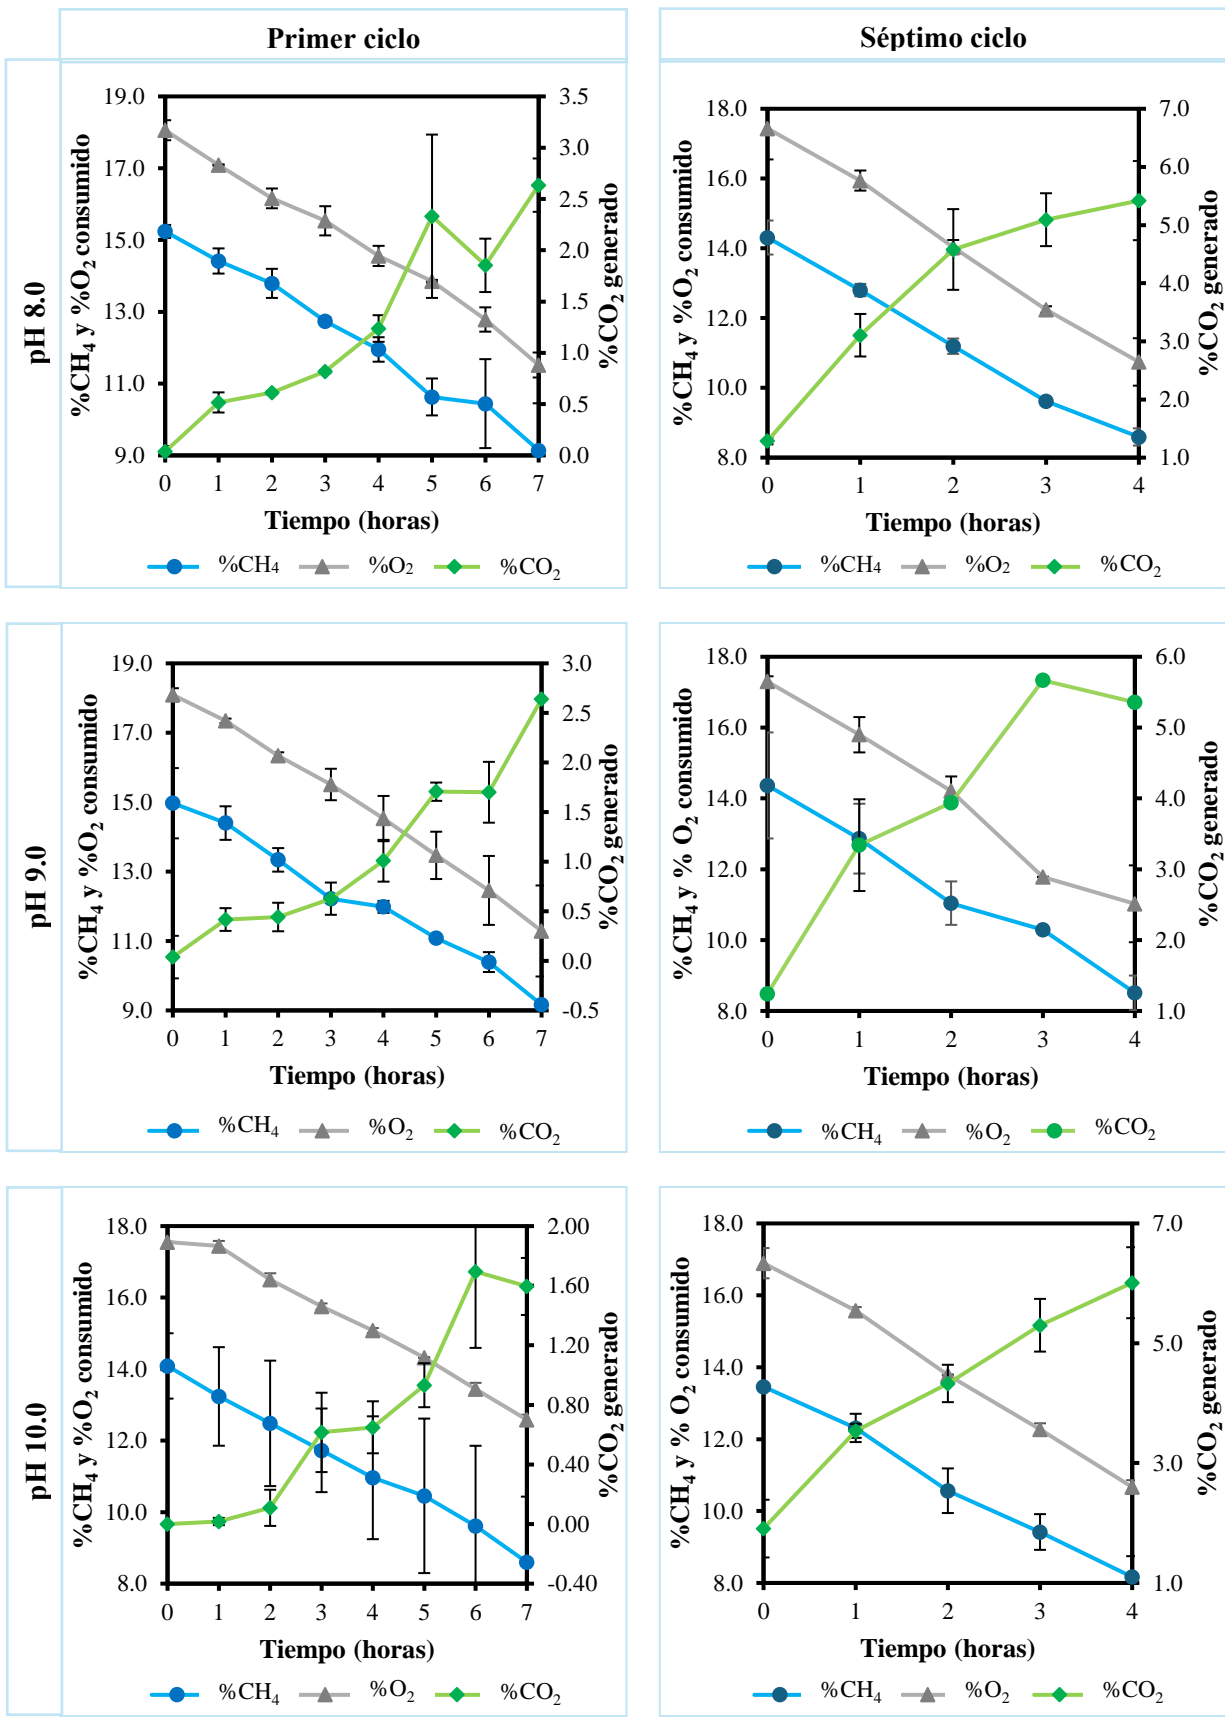 Primer ciclo
Séptimo ciclo
pH 8.0
%CH4 y %O2 consumido
19.0
17.0
15.0
13.0
11.0
9.0
3.5
3.0
2.5
2.0
1.5
1.0
0.5
0.0
%CO2 generado
0 1 2 3 4 5 6 7
Tiempo (horas)
%CH4 %O2 %CO2
%CH4 y %O2 consumido
18.0
16.0
14.0
12.0
10.0
8.0
7.0
6.0
5.0
4.0
3.0
2.0
1.0
%CO2 generado
0 1 2 3 4
Tiempo (horas)
%CH4 %O2 %CO2
pH 9.0
%CH4 y %O2 consumido
19.0
17.0
15.0
13.0
11.0
9.0
3.0
2.5
2.0
1.5
1.0
0.5
0.0
-0.5
%CO2 generado
0 1 2 3 4 5 6 7
Tiempo (horas)
%CH4 %O2 %CO2
%CH4 y % O2 consumido
18.0
16.0
14.0
12.0
10.0
8.0
6.0
5.0
4.0
3.0
2.0
1.0
%CO2 generado
0 1 2 3 4
Tiempo (horas)
%CH4 %O2 %CO2
pH 10.0
%CH4 y %O2 consumido
18.0
16.0
14.0
12.0
10.0
8.0
2.00
1.60
1.20
0.80
0.40
0.00
-0.40
%CO2 generado
0 1 2 3 4 5 6 7
Tiempo (horas)
%CH4 %O2 %CO2
%CH4 y % O2 consumido
18.0
16.0
14.0
12.0
10.0
8.0
7.0
5.0
3.0
1.0
%CO2 generado
0 1 2 3 4
Tiempo (horas)
%CH4 %O2 %CO2